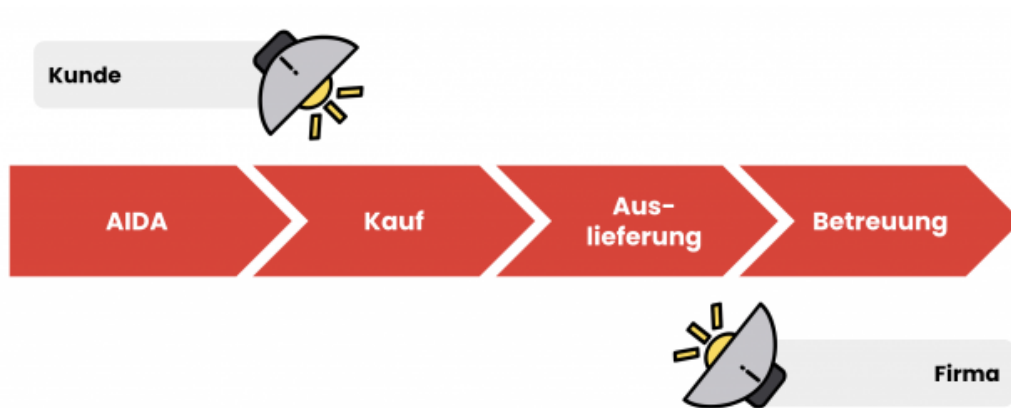 Kunde
AIDA
Kauf
Aus-
lieferung
Betreuung
Firma